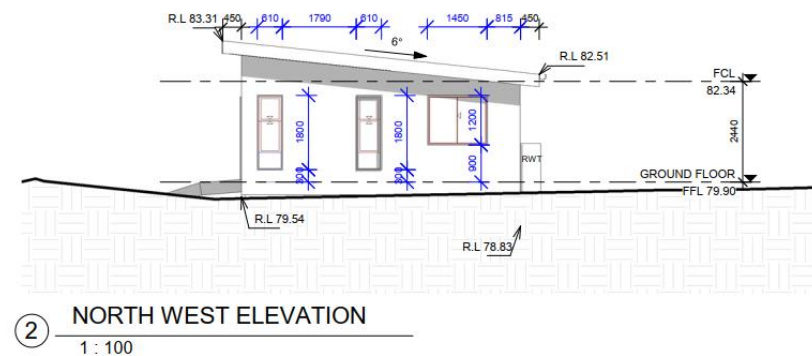 R.L 83.31
450
610
1790
610
1460
815
450
6°
R.L 82.51
FCL
82.34
1800
1800
1200
2440
RWT
300
300
900
GROUND FLOOR
FFL 79.90
R.L 79.54
R.L 78.83
2
NORTH WEST ELEVATION
1 : 100